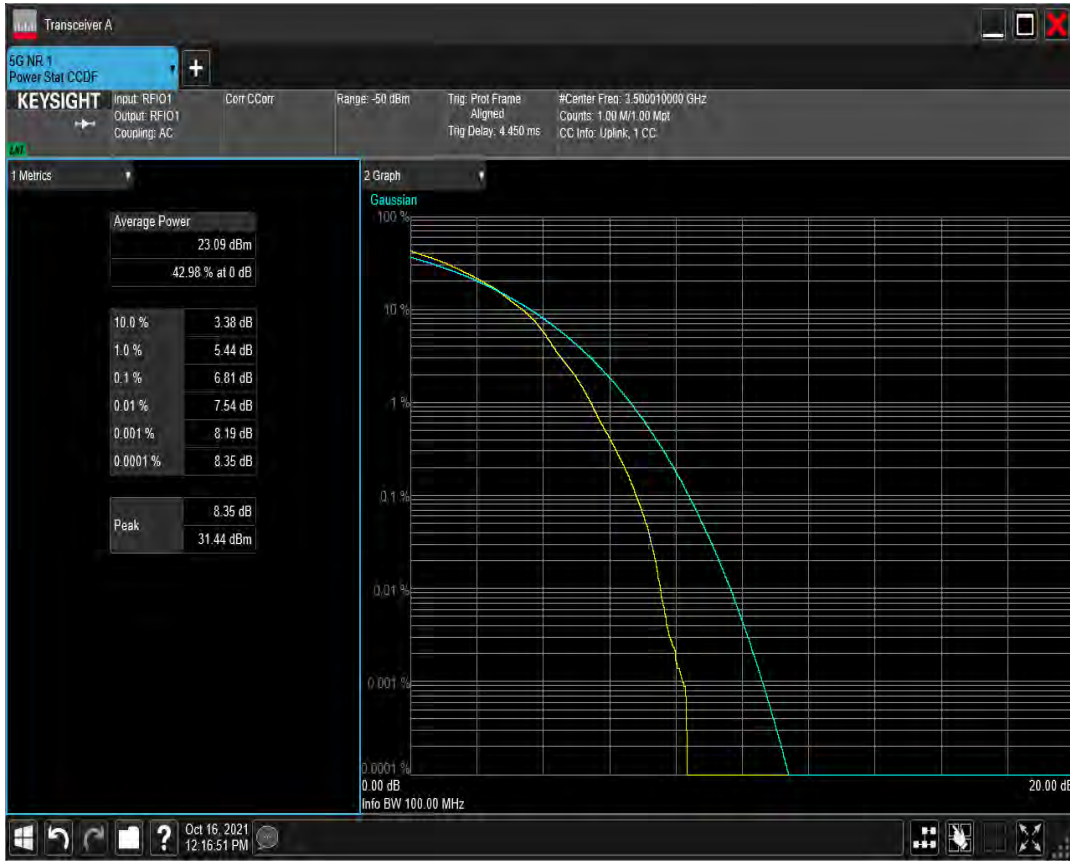 Transceiver A
5G NR 1
Power Stat CCDF
+
KEYSIGHT
Input: RFIO1
Output: RFIO1
Coupling: AC
Corr CCorr
Range: -50 dBm
Trig: Prot Frame
Aligned
Trig Delay: 4.450 ms
#Center Freq: 3.500010000 GHz
Counts: 1.00 M/1.00 Mpt
CC Info: Uplink, 1 CC
1 Metrics
Average Power
23.09 dBm
42.98 % at 0 dB
10.0 % 3.38 dB
1.0 % 5.44 dB
0.1 % 6.81 dB
0.01 % 7.54 dB
0.001 % 8.19 dB
0.0001 % 8.35 dB
Peak
8.35 dB
31.44 dBm
2 Graph
Gaussian
100 %
10 %
1 %
0.1 %
0.01 %
0.001 %
0.0001 %
0.00 dB 20.00 dB
Info BW 100.00 MHz
?
Oct 16, 2021
12:16:51 PM